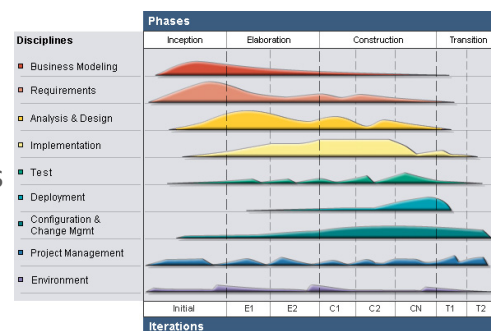 Phases
Disciplines
Inception Elaboration Construction Transition
Business Modeling
Requirements
Analysis & Design
Implementation
Test
Deployment
Configuration &
Change Mgmt
Project Management
Environment
Initial E1 E2 C1 C2 CN T1 T2
Iterations